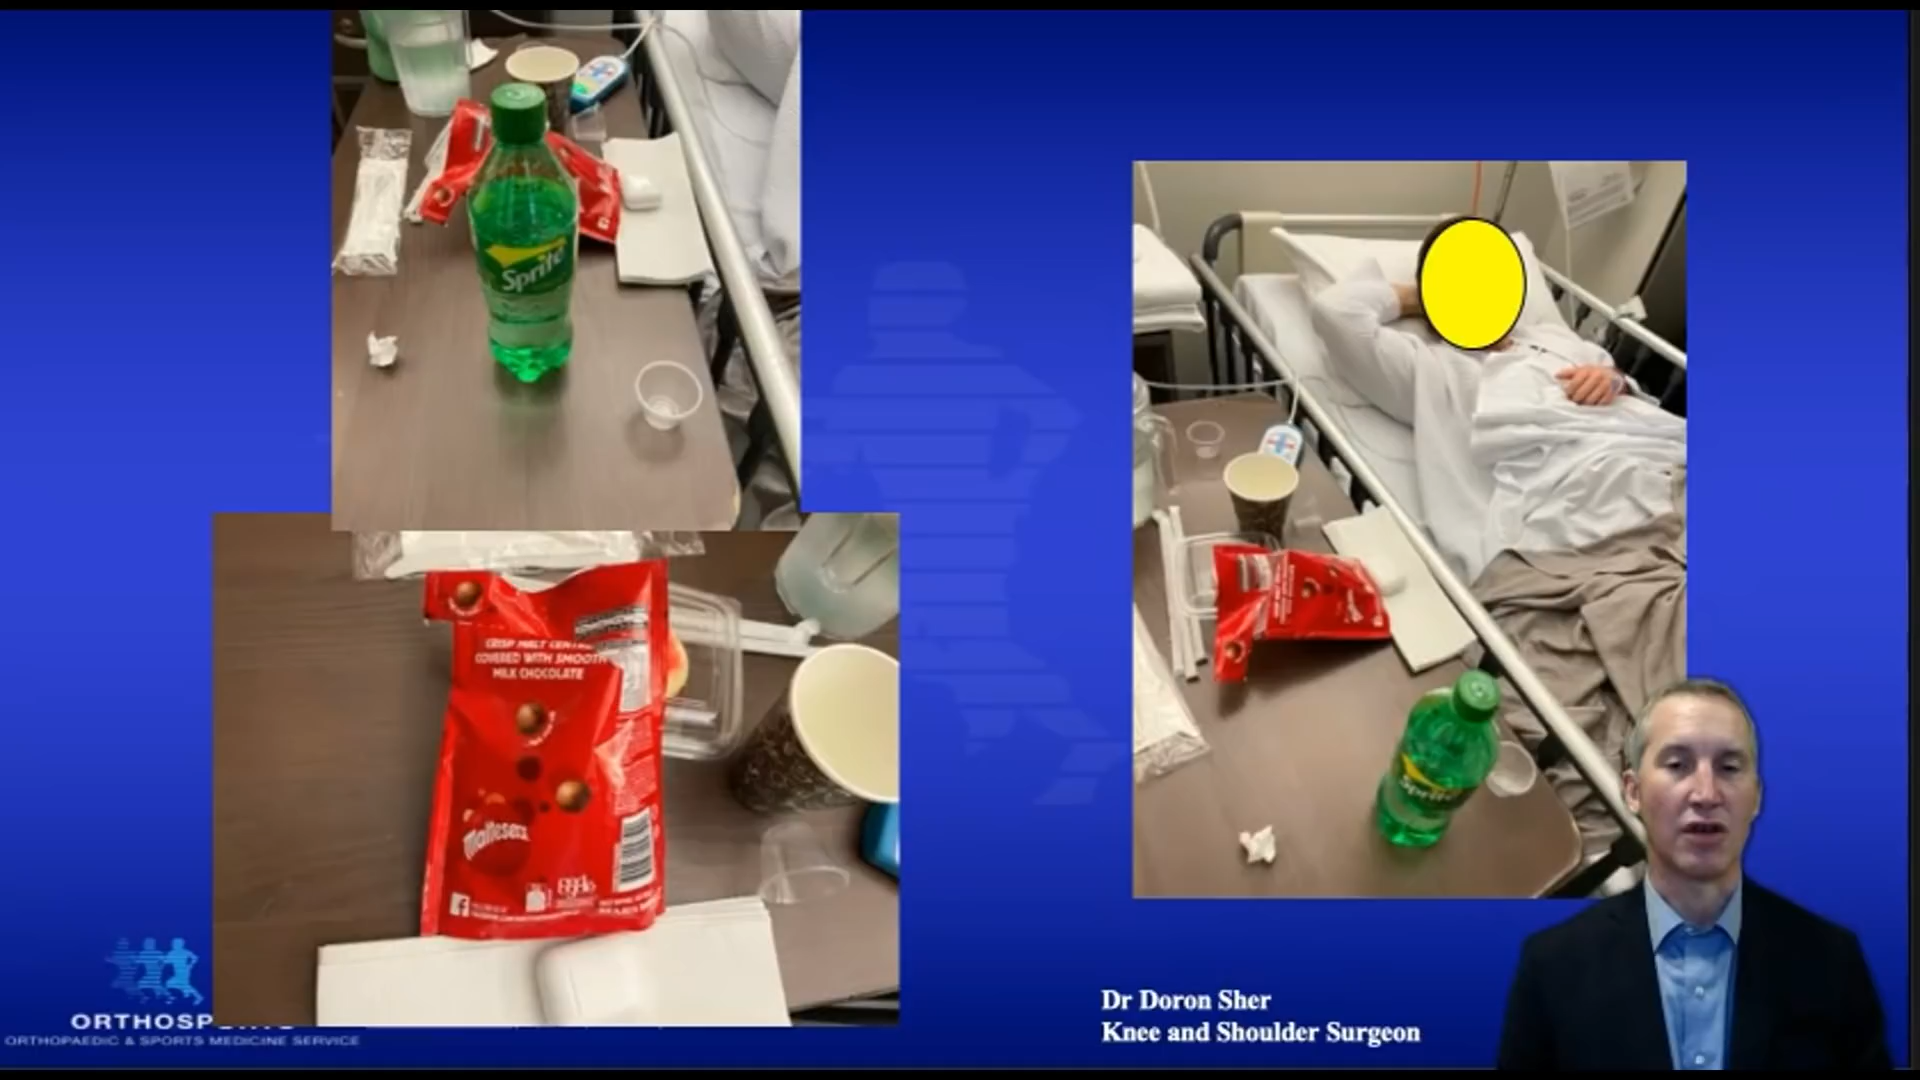 Sprite
CRISP MALT CENTRE
COVERED WITH SMOOTH
MILK CHOCOLATE
Maltesers
Sprite
Dr Doron Sher
Knee and Shoulder Surgeon
ORTHOSPORTS
ORTHOPAEDIC & SPORTS MEDICINE SERVICE